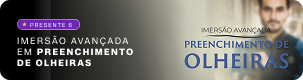 PRESENTE 6
IMERSÃO AVANÇADA
EM PREENCHIMENTO
DE OLHEIRAS
IMERSÃO AVANÇADA
PREENCHIMENTO DE
OLHEIRAS